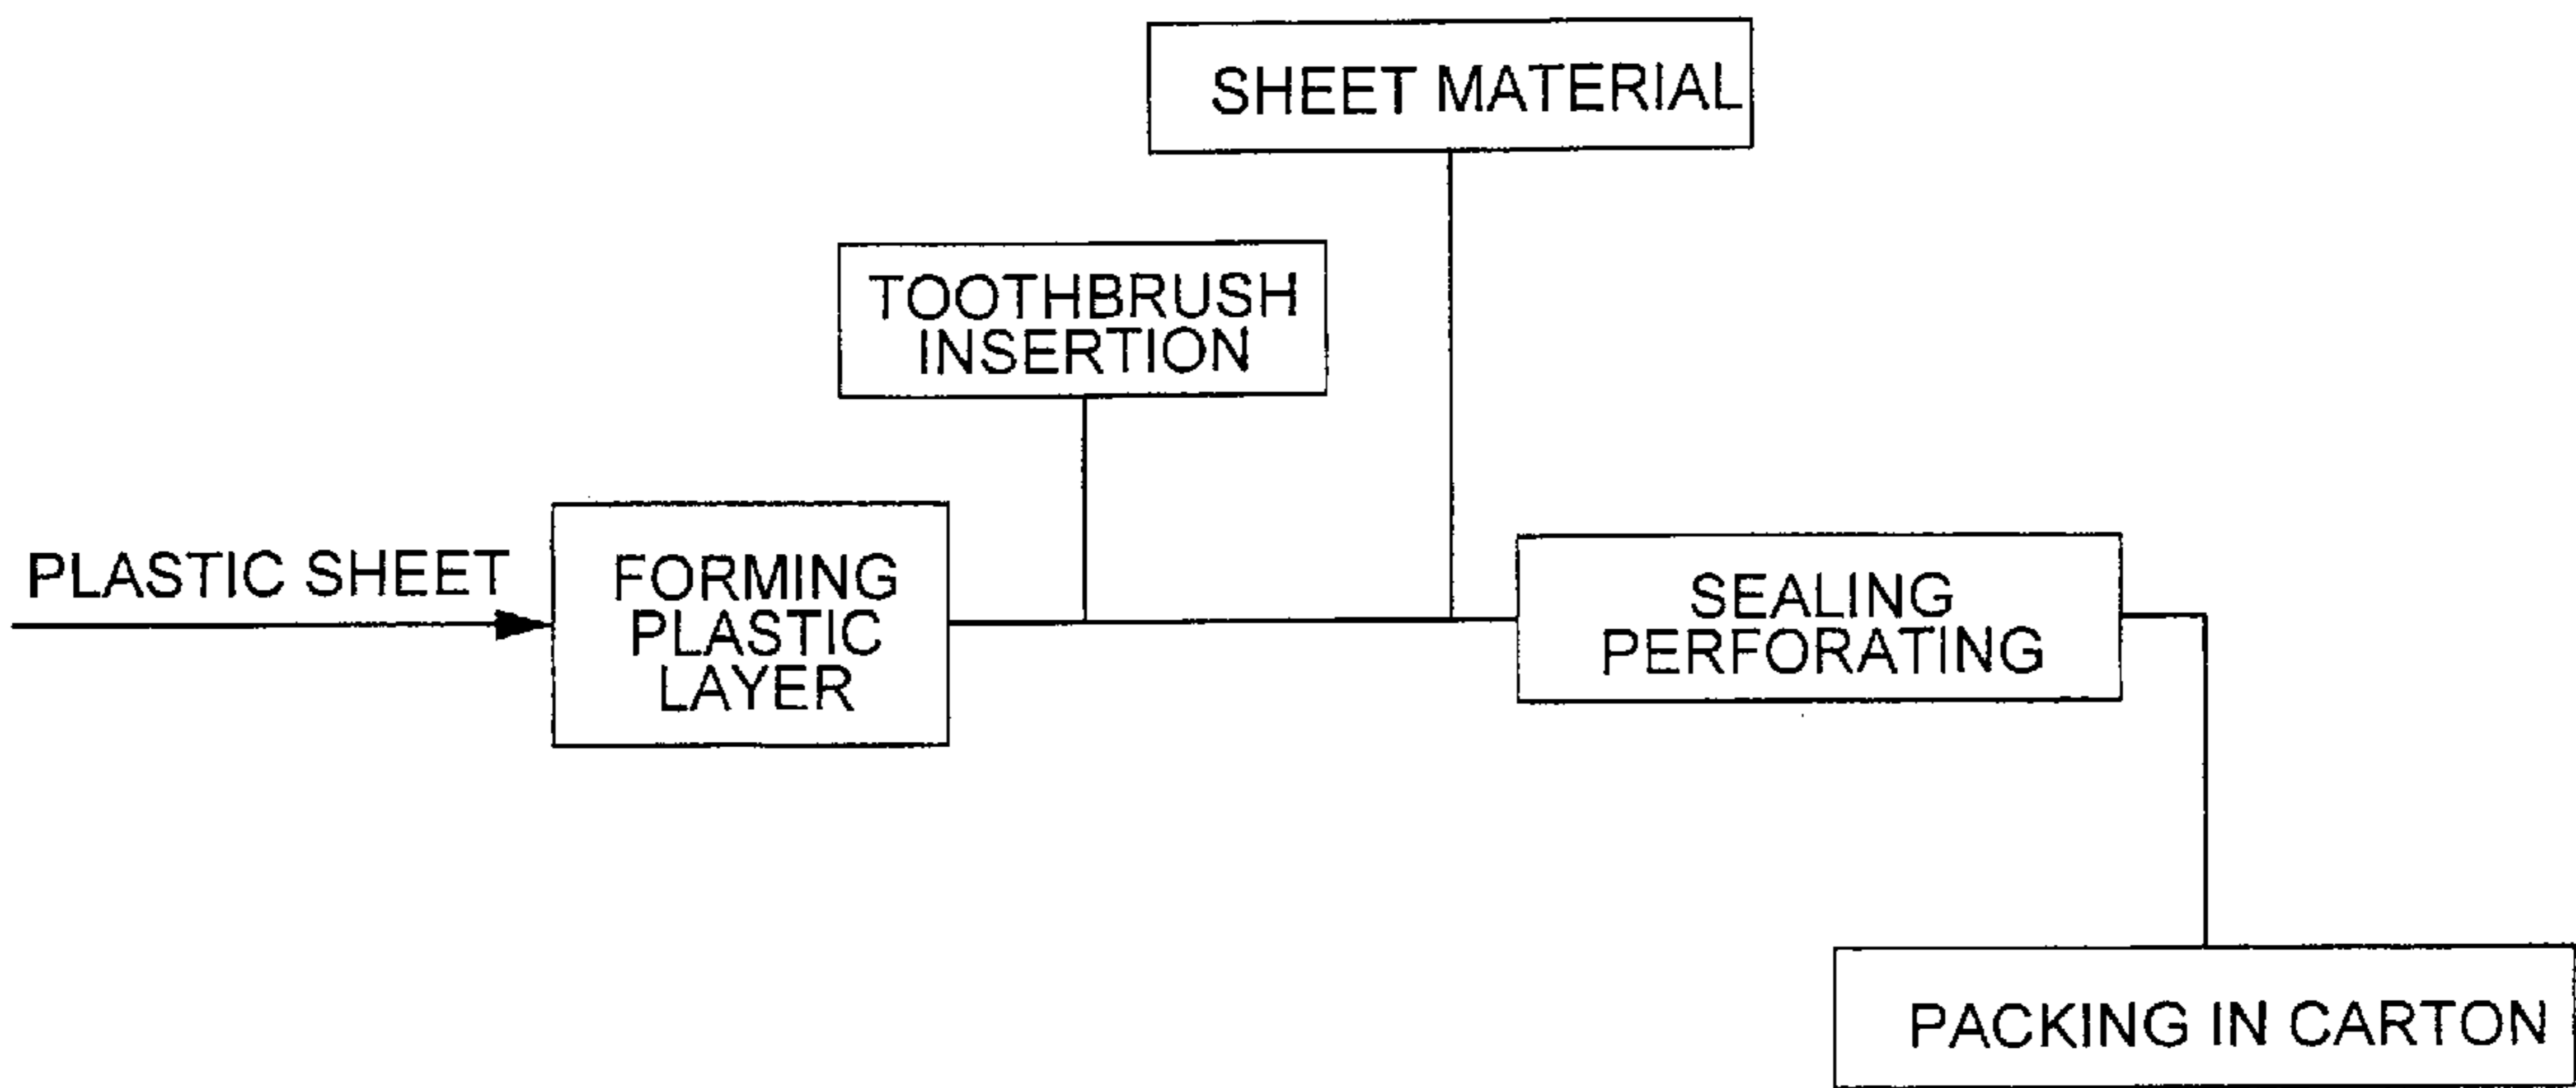 SHEET MATERIAL
TOOTHBRUSH
INSERTION
PLASTIC SHEET
FORMING
PLASTIC
LAYER
SEALING
PERFORATING
PACKING IN CARTON